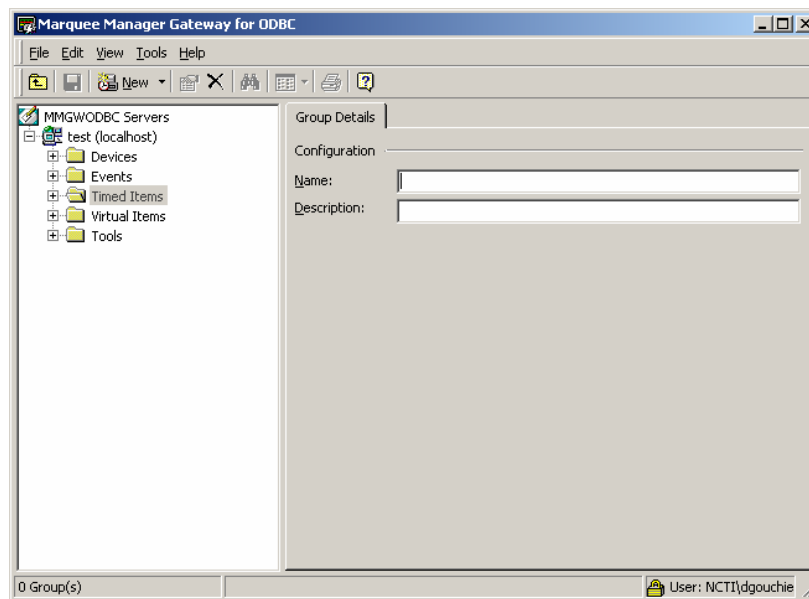 Marquee Manager Gateway for ODBC
File Edit View Tools Help
New
MMGWODBC Servers
test (localhost)
Devices
Events
Timed Items
Virtual Items
Tools
Group Details
Configuration
Name:
Description:
0 Group(s)
User: NCTI\dgouchie